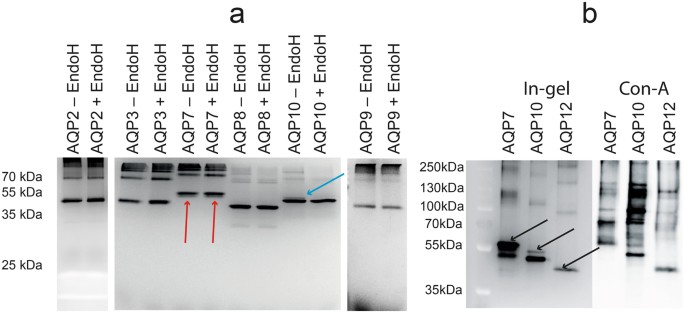 a
b
AQP2 – EndoH
AQP2 + EndoH
AQP3 – EndoH
AQP3 + EndoH
AQP7 – EndoH
AQP7 + EndoH
AQP8 – EndoH
AQP8 + EndoH
AQP10 – EndoH
AQP10 + EndoH
AQP9 – EndoH
AQP9 + EndoH
70 kDa
55 kDa
35 kDa
25 kDa
In-gel
Con-A
AQP7
AQP10
AQP12
AQP7
AQP10
AQP12
250kDa
130kDa
100kDa
70kDa
55kDa
35kDa